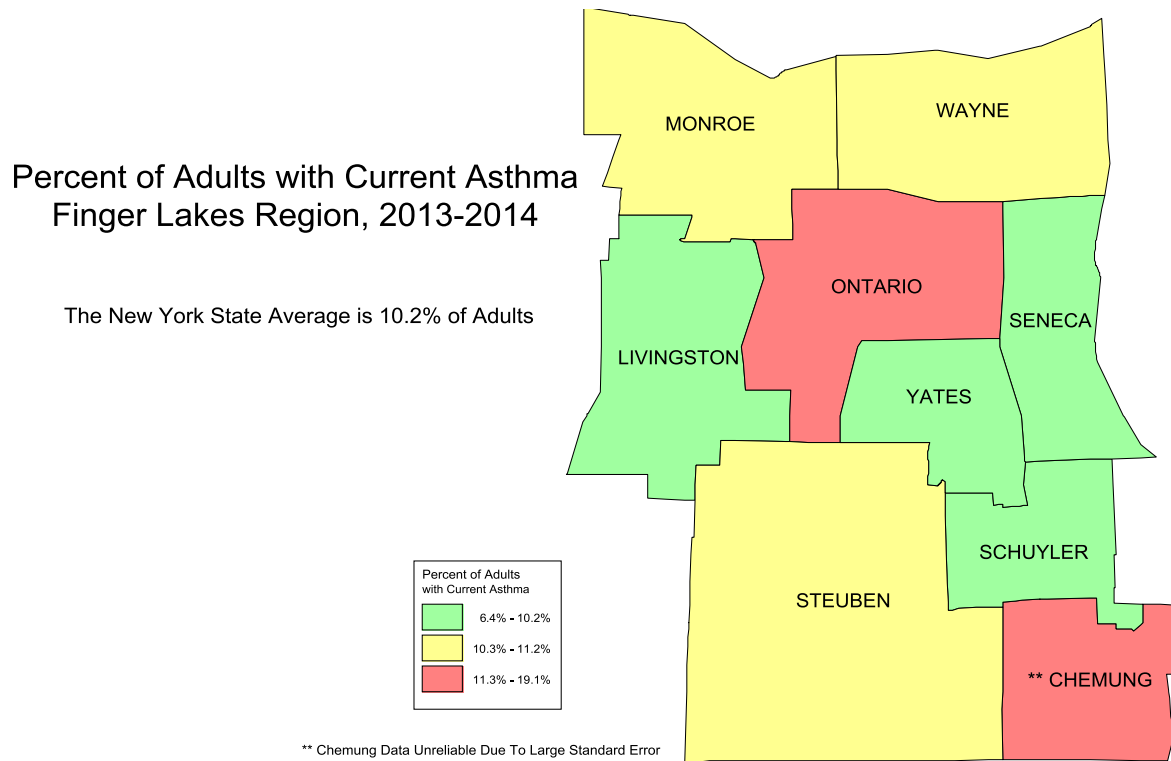 Percent of Adults with Current Asthma
Finger Lakes Region, 2013-2014
The New York State Average is 10.2% of Adults
MONROE
WAYNE
ONTARIO
SENECA
LIVINGSTON
YATES
SCHUYLER
STEUBEN
** CHEMUNG
Percent of Adults
with Current Asthma
6.4% - 10.2%
10.3% - 11.2%
11.3% - 19.1%
** Chemung Data Unreliable Due To Large Standard Error